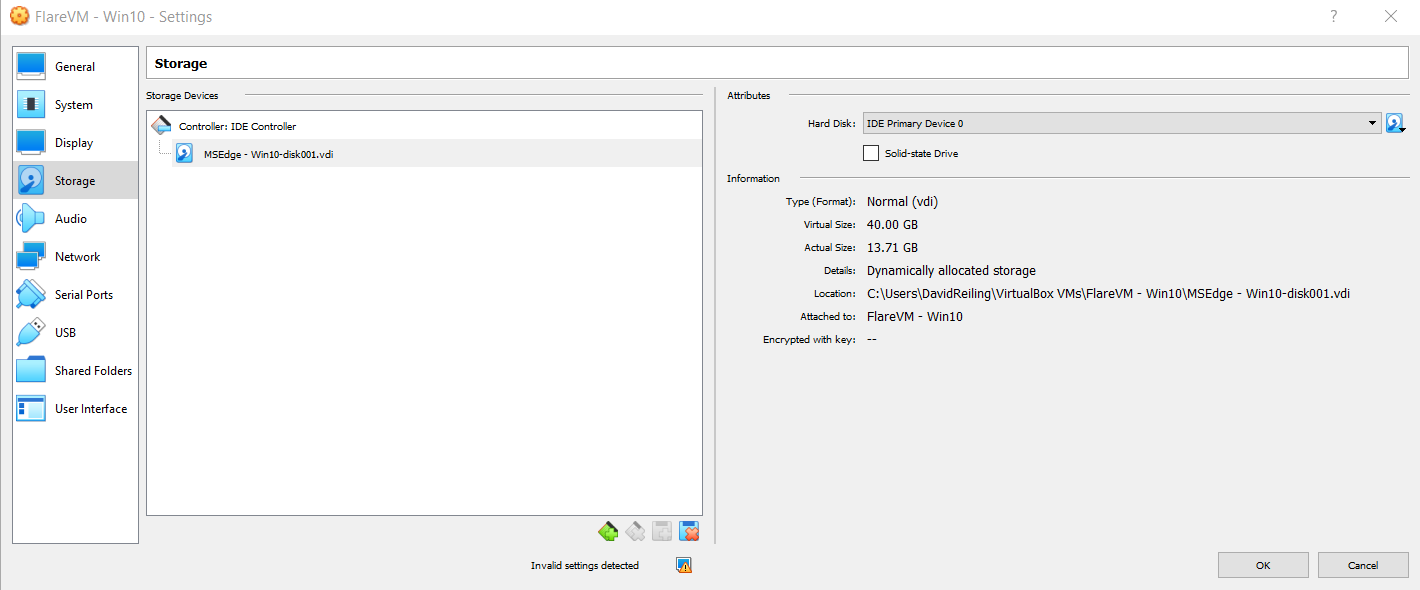 FlareVM - Win10 - Settings
?
General
System
Display
Storage
Audio
Network
Serial Ports
USB
Shared Folders
User Interface
Storage
Storage Devices
Controller: IDE Controller
MSEdge - Win10-disk001.vdi
Attributes
Hard Disk: IDE Primary Device 0
Solid-state Drive
Information
Type (Format): Normal (vdi)
Virtual Size: 40.00 GB
Actual Size: 13.71 GB
Details: Dynamically allocated storage
Location: C:\Users\DavidReiling\VirtualBox VMs\FlareVM - Win10\MSEdge - Win10-disk001.vdi
Attached to: FlareVM - Win10
Encrypted with key: --
Invalid settings detected
OK
Cancel